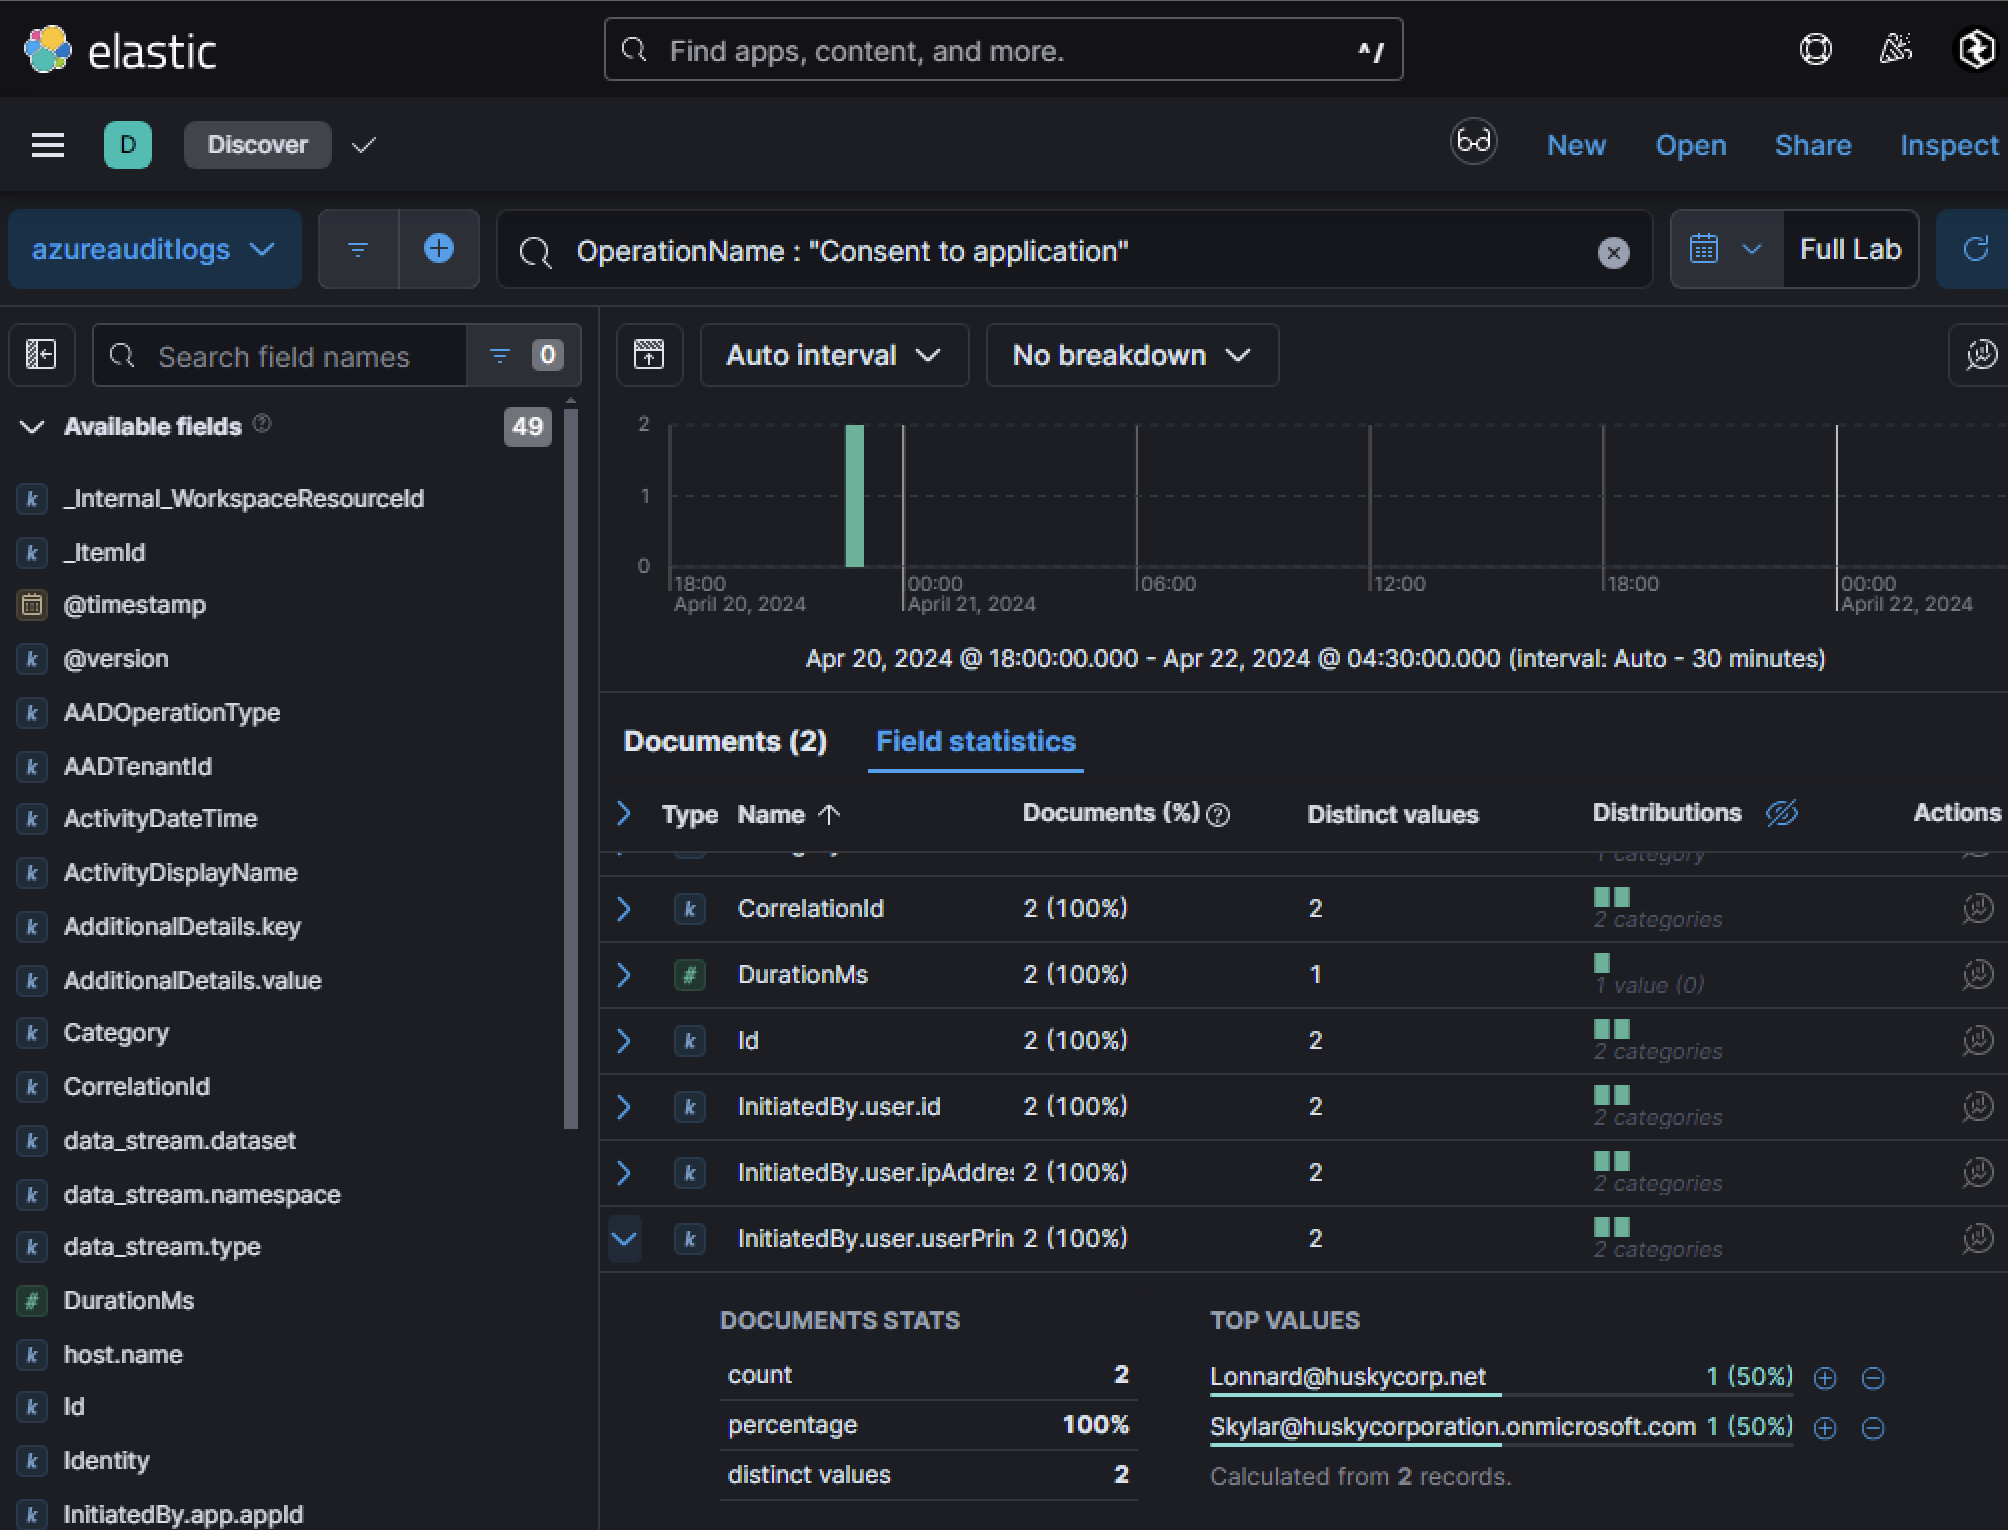 elastic
Find apps, content, and more.
^/
D
Discover
New
Open
Share
Inspect
azureauditlogs
OperationName : "Consent to application"
Full Lab
Search field names
0
Auto interval
No breakdown
Available fields
49
_Internal_WorkspaceResourceId
_ItemId
@timestamp
@version
AADOperationType
AADTenantId
ActivityDateTime
ActivityDisplayName
AdditionalDetails.key
AdditionalDetails.value
Category
CorrelationId
data_stream.dataset
data_stream.namespace
data_stream.type
DurationMs
host.name
Id
Identity
InitiatedBy.app.appId
2
1
0
18:00
April 20, 2024
00:00
April 21, 2024
06:00
12:00
18:00
00:00
April 22, 2024
Apr 20, 2024 @ 18:00:00.000 - Apr 22, 2024 @ 04:30:00.000 (interval: Auto - 30 minutes)
Documents (2)
Field statistics
Type
Name
Documents (%)
Distinct values
Distributions
Actions
1 category
CorrelationId
2 (100%)
2
2 categories
DurationMs
2 (100%)
1
1 value (0)
Id
2 (100%)
2
2 categories
InitiatedBy.user.id
2 (100%)
2
2 categories
InitiatedBy.user.ipAddres
2 (100%)
2
2 categories
InitiatedBy.user.userPrin
2 (100%)
2
2 categories
DOCUMENTS STATS
count
2
percentage
100%
distinct values
2
TOP VALUES
Lonnard@huskycorp.net
1 (50%)
Skylar@huskycorporation.onmicrosoft.com
1 (50%)
Calculated from 2 records.